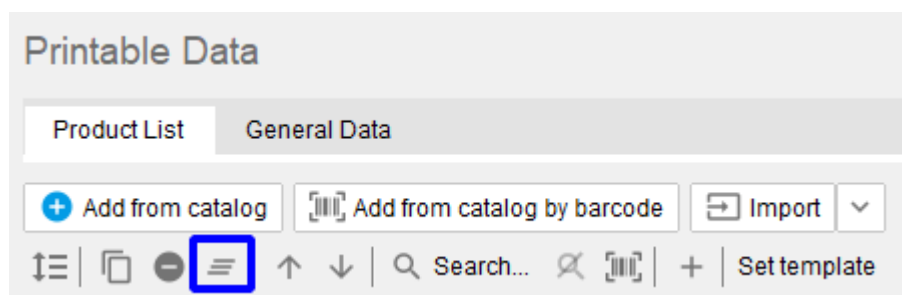 Printable Data
Product List General Data
Add from catalog Add from catalog by barcode Import
Search... Set template